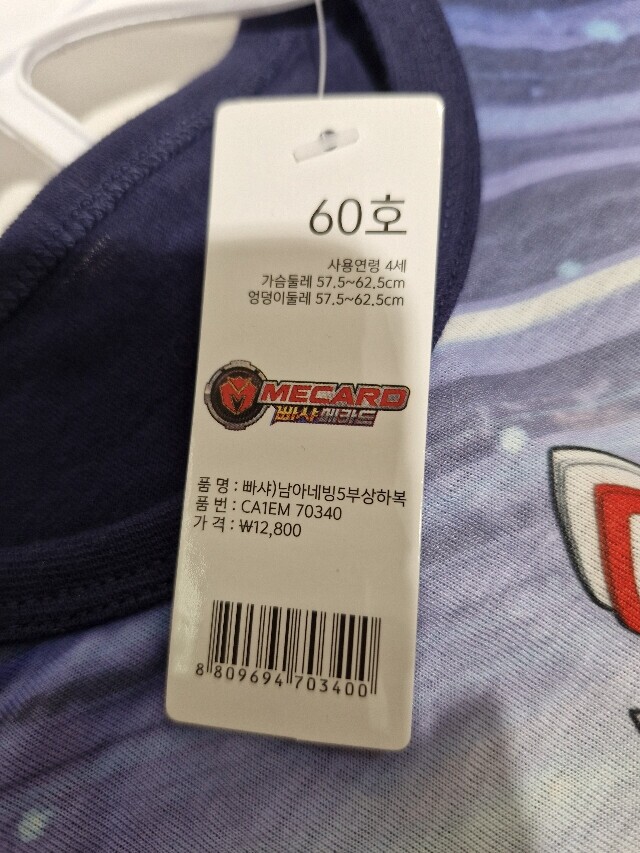 60호
사용연령 4세
가슴둘레 57.5~62.5cm
엉덩이둘레 57.5~62.5cm
MECARD
빠샤메카드
품 명 : 빠샤)남아네빙5부상하복
품 번 : CA1EM 70340
가 격 : ₩12,800
8 809694 703400